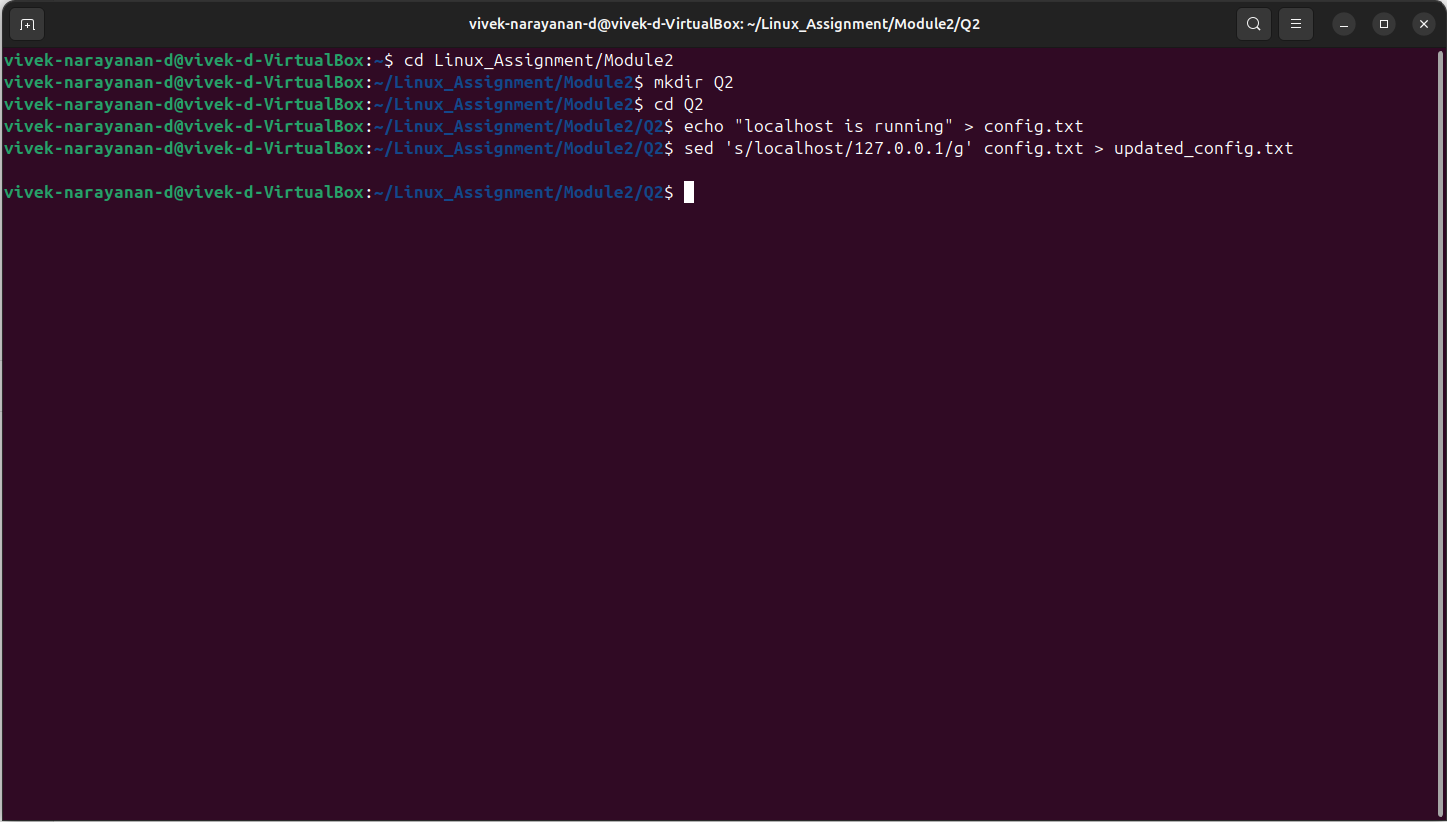 vivek-narayanan-d@vivek-d-VirtualBox: ~/Linux_Assignment/Module2/Q2
vivek-narayanan-d@vivek-d-VirtualBox:~$ cd Linux_Assignment/Module2
vivek-narayanan-d@vivek-d-VirtualBox:~/Linux_Assignment/Module2$ mkdir Q2
vivek-narayanan-d@vivek-d-VirtualBox:~/Linux_Assignment/Module2$ cd Q2
vivek-narayanan-d@vivek-d-VirtualBox:~/Linux_Assignment/Module2/Q2$ echo "localhost is running" > config.txt
vivek-narayanan-d@vivek-d-VirtualBox:~/Linux_Assignment/Module2/Q2$ sed 's/localhost/127.0.0.1/g' config.txt > updated_config.txt
vivek-narayanan-d@vivek-d-VirtualBox:~/Linux_Assignment/Module2/Q2$